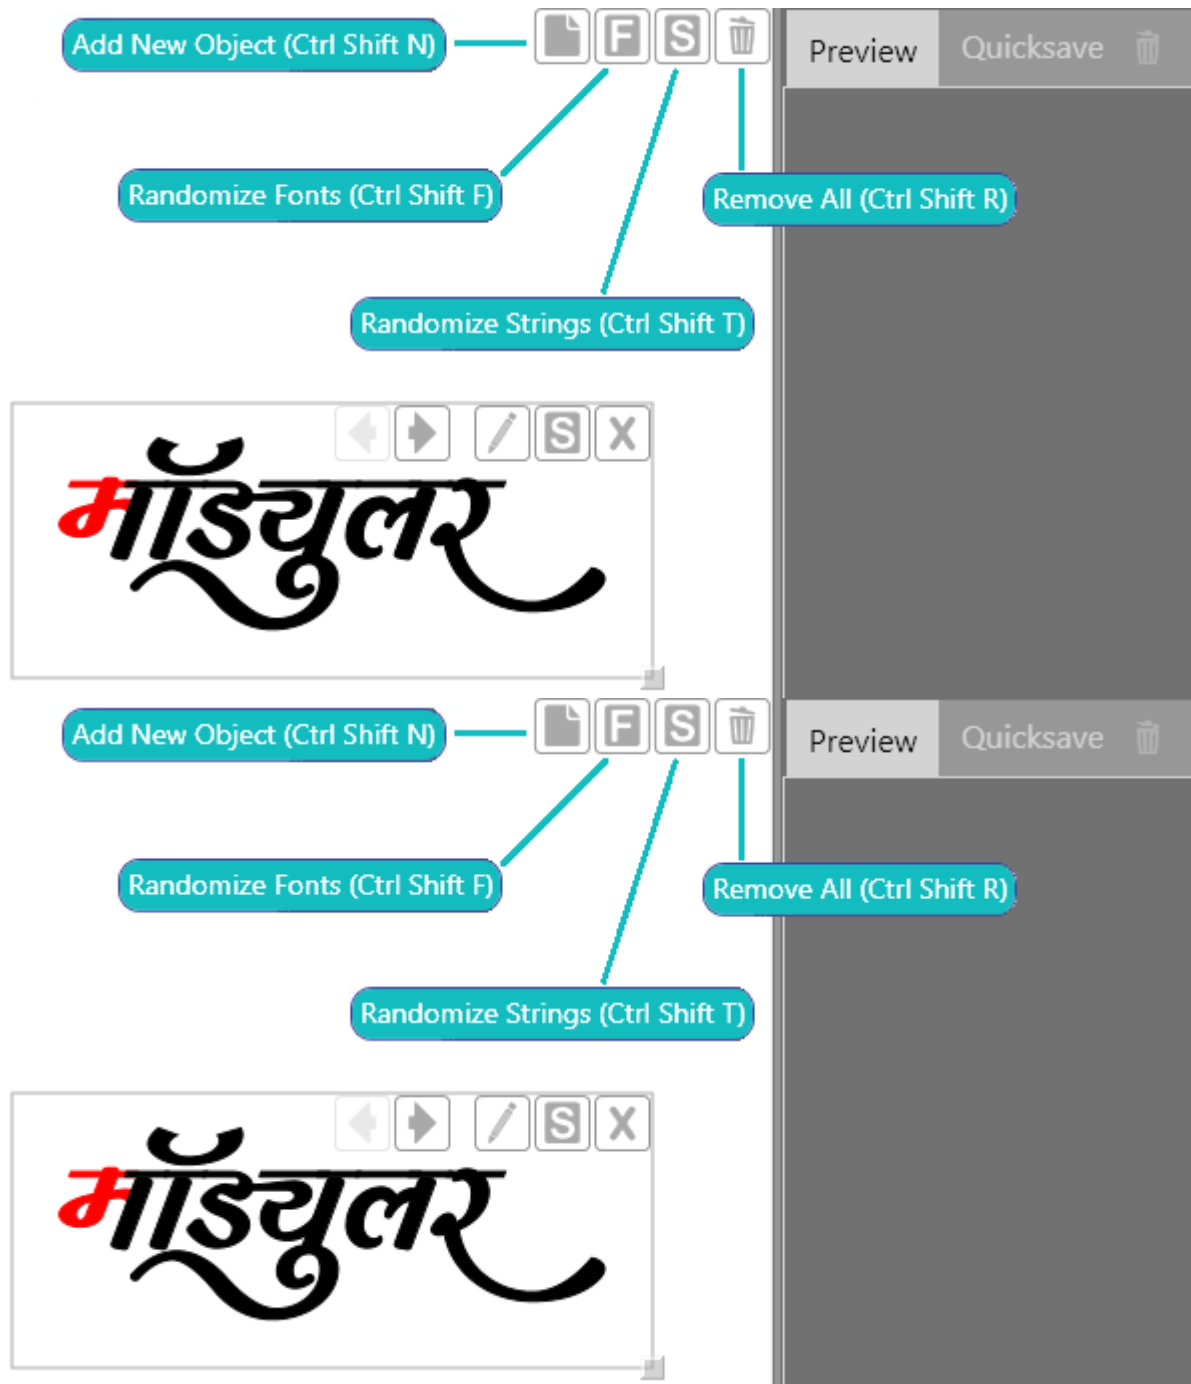 Add New Object (Ctrl Shift N)
F S
Preview Quicksave
Randomize Fonts (Ctrl Shift F)
Remove All (Ctrl Shift R)
Randomize Strings (Ctrl Shift T)
S X
मॉड्युलर
Add New Object (Ctrl Shift N)
F S
Preview Quicksave
Randomize Fonts (Ctrl Shift F)
Remove All (Ctrl Shift R)
Randomize Strings (Ctrl Shift T)
S X
मॉड्युलर